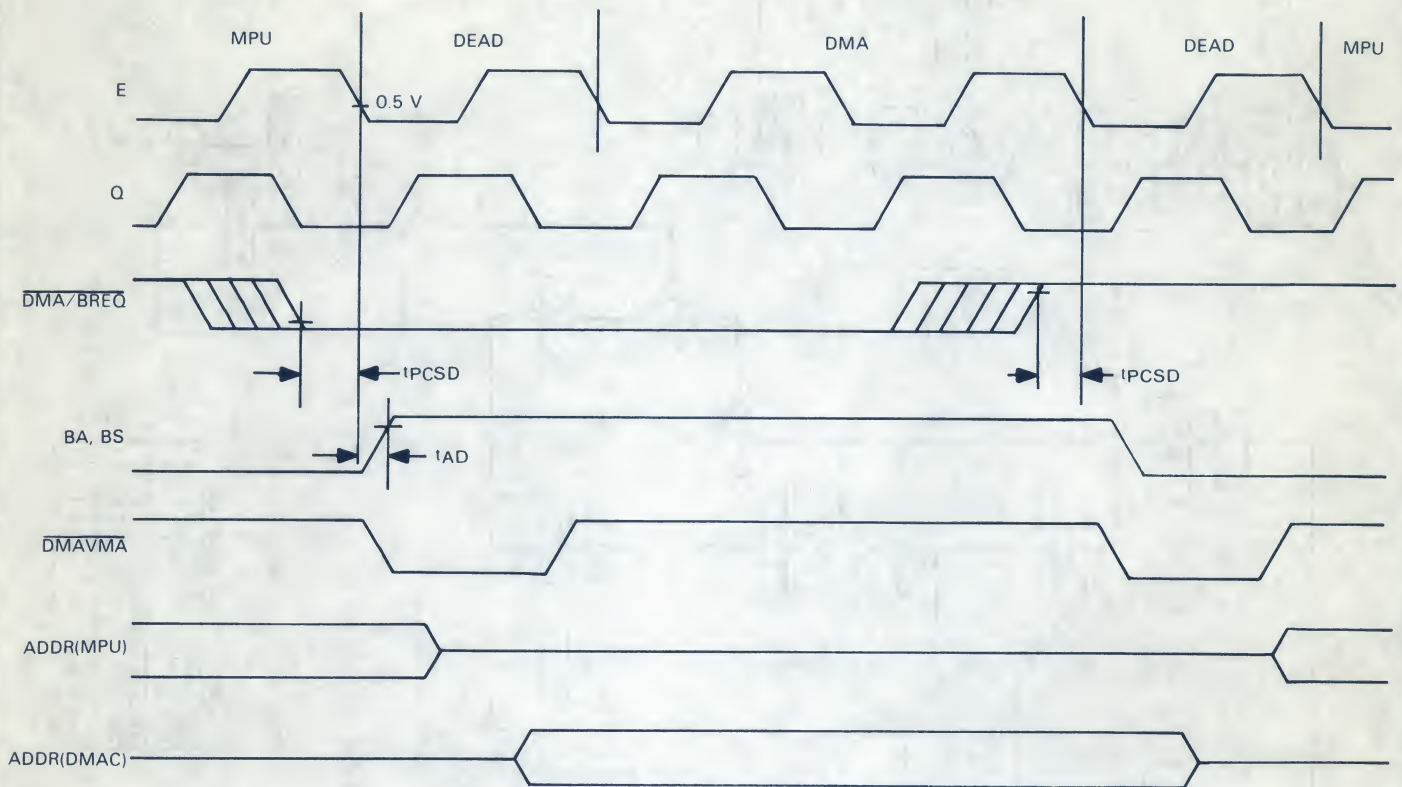 MPU DEAD DMA DEAD MPU
E
0.5 V
Q
DMA/BREQ
tPCSD tPCSD
BA, BS
tAD
DMAVMA
ADDR(MPU)
ADDR(DMAC)